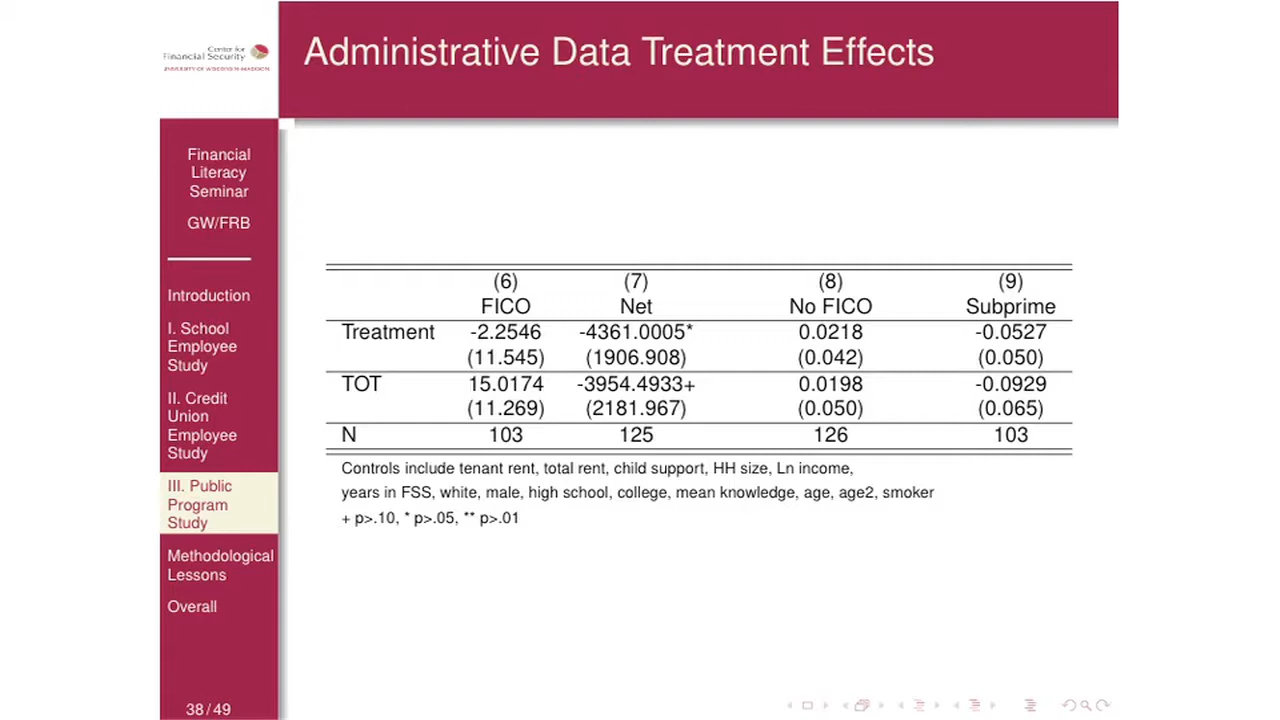 Center for
Financial Security
UNIVERSITY OF WISCONSIN-MADISON
Administrative Data Treatment Effects
Financial
Literacy
Seminar
GW/FRB
Introduction
I. School
Employee
Study
II. Credit
Union
Employee
Study
III. Public
Program
Study
Methodological
Lessons
Overall
38 / 49
(6) (7) (8) (9)
FICO Net No FICO Subprime
Treatment -2.2546 -4361.0005* 0.0218 -0.0527
(11.545) (1906.908) (0.042) (0.050)
TOT 15.0174 -3954.4933+ 0.0198 -0.0929
(11.269) (2181.967) (0.050) (0.065)
N 103 125 126 103
Controls include tenant rent, total rent, child support, HH size, Ln income,
years in FSS, white, male, high school, college, mean knowledge, age, age2, smoker
+ p>.10, * p>.05, ** p>.01